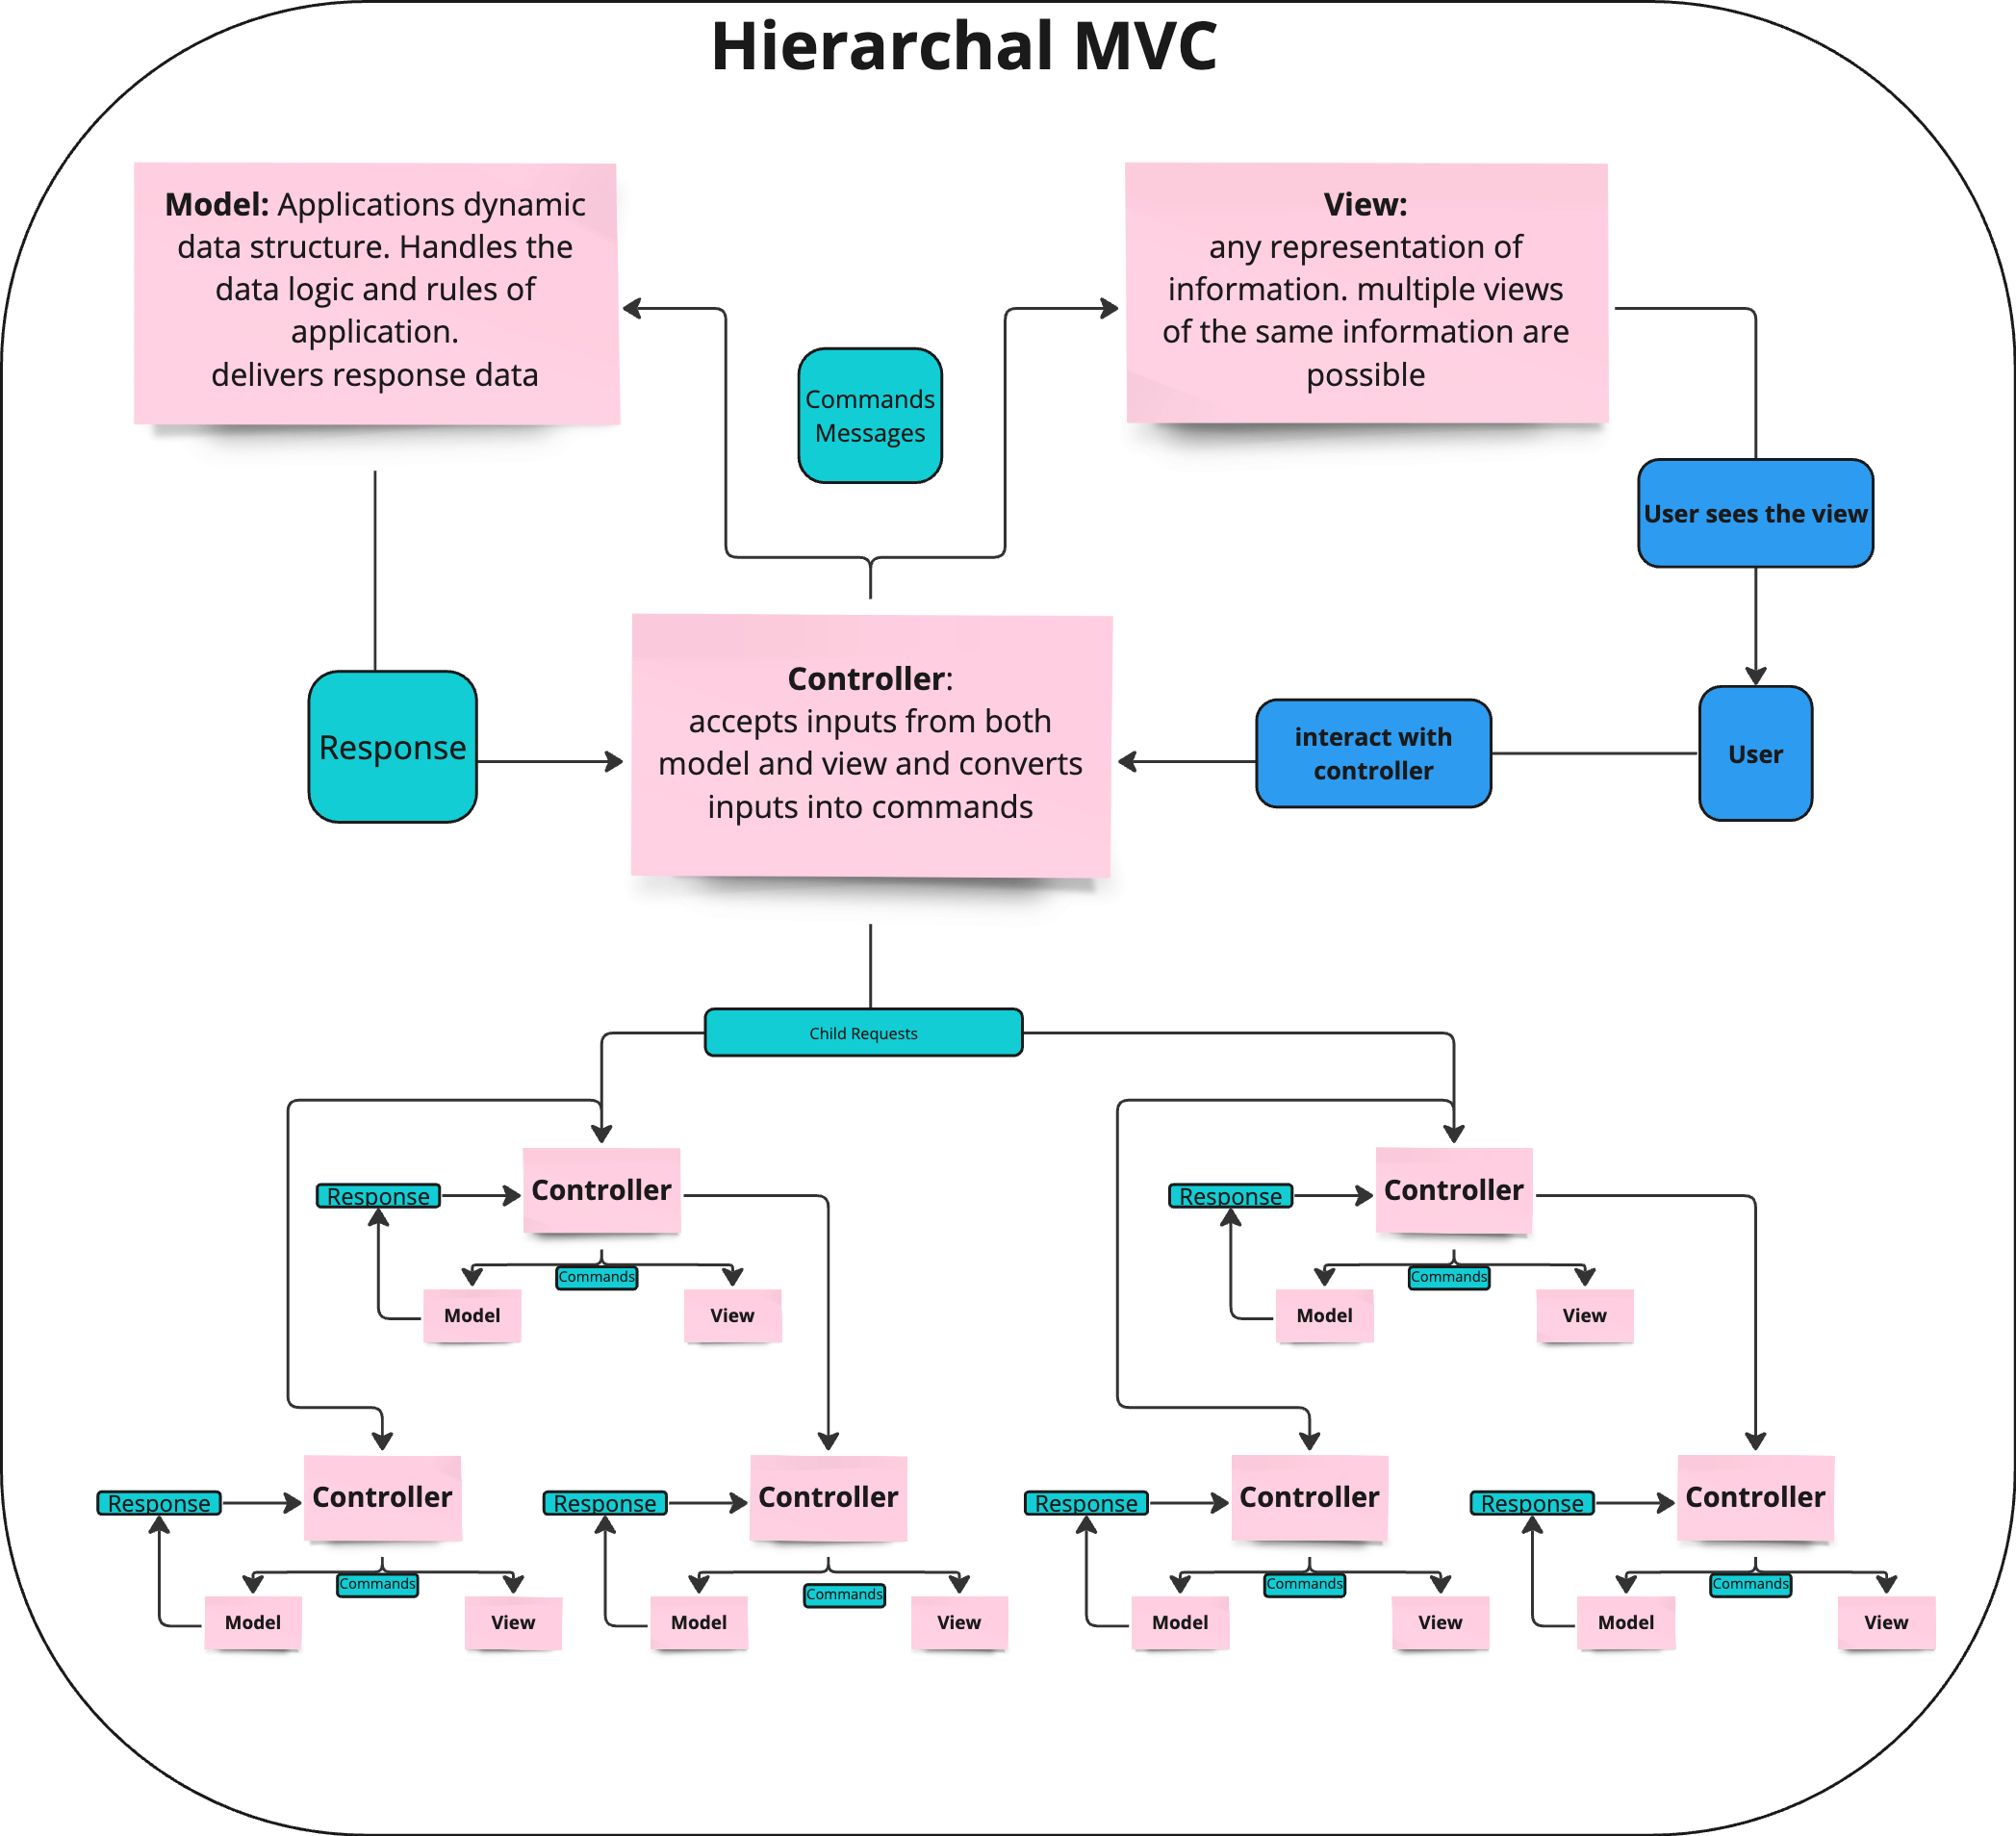 Hierarchal MVC
Model: Applications dynamic
data structure. Handles the
data logic and rules of
application.
delivers response data
View:
any representation of
information. multiple views
of the same information are
possible
Commands
Messages
User sees the view
Response
Controller:
accepts inputs from both
model and view and converts
inputs into commands
interact with
controller
User
Child Requests
Response
Controller
Commands
Model
View
Response
Controller
Commands
Model
View
Response
Controller
Commands
Model
View
Response
Controller
Commands
Model
View
Response
Controller
Commands
Model
View
Response
Controller
Commands
Model
View